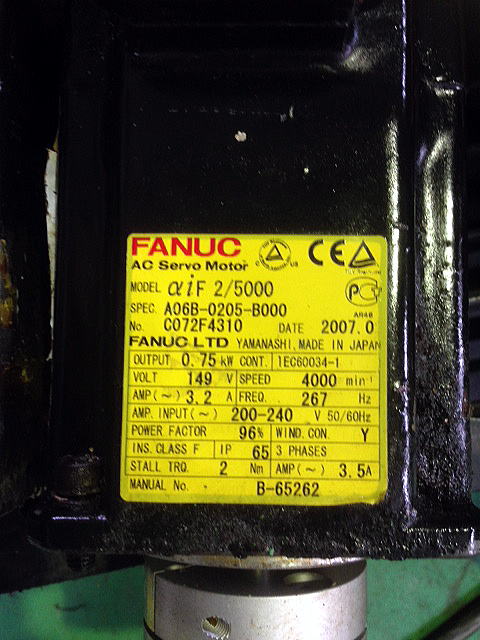 FANUC
AC Servo Motor
C US
CE
MODEL αiF 2/5000
SPEC. A06B-0205-B000
AR46
No. C072F4310 DATE 2007.0
FANUC LTD YAMANASHI, MADE IN JAPAN
OUTPUT 0.75 kW CONT. IEC60034-1
VOLT 149 V SPEED 4000 min⁻¹
AMP(~) 3.2 A FREQ. 267 Hz
AMP. INPUT(~) 200-240 V 50/60Hz
POWER FACTOR 96% WIND. CON. Y
INS. CLASS F IP 65 3 PHASES
STALL TRQ. 2 Nm AMP(~) 3.5A
MANUAL No. B-65262